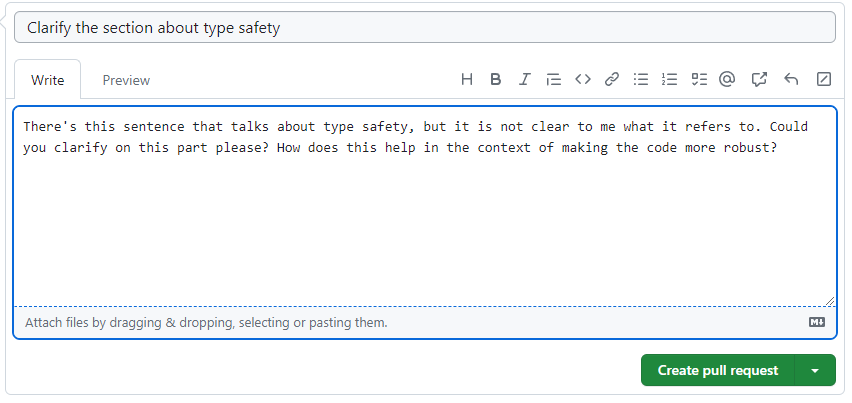 Clarify the section about type safety
Write Preview H B I
There's this sentence that talks about type safety, but it is not clear to me what it refers to. Could
you clarify on this part please? How does this help in the context of making the code more robust?
Attach files by dragging & dropping, selecting or pasting them.
Create pull request